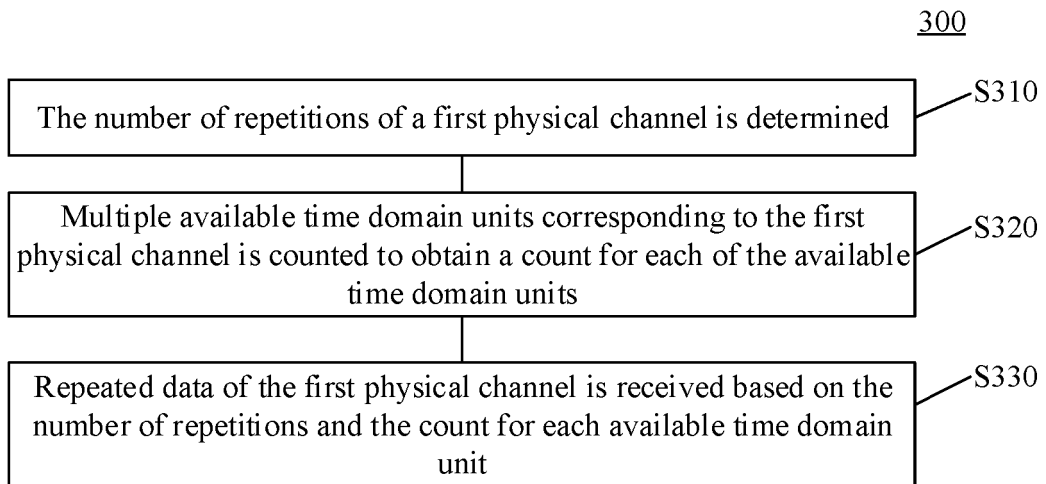 300
The number of repetitions of a first physical channel is determined
S310
Multiple available time domain units corresponding to the first
physical channel is counted to obtain a count for each of the available
time domain units
S320
Repeated data of the first physical channel is received based on the
number of repetitions and the count for each available time domain
unit
S330